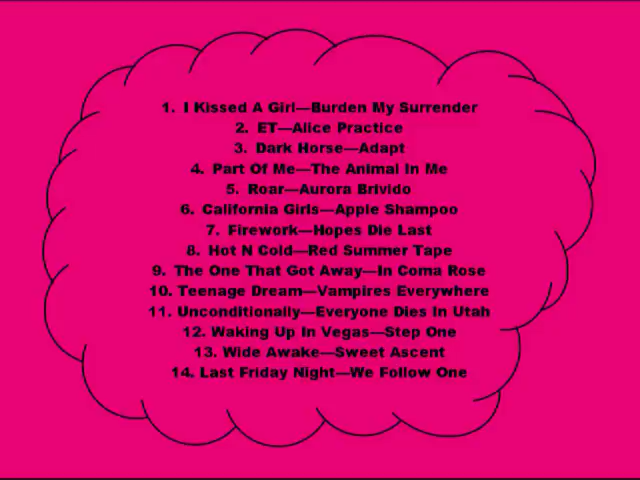 1. I Kissed A Girl—Burden My Surrender
2. ET—Alice Practice
3. Dark Horse—Adapt
4. Part Of Me—The Animal In Me
5. Roar—Aurora Brivido
6. California Girls—Apple Shampoo
7. Firework—Hopes Die Last
8. Hot N Cold—Red Summer Tape
9. The One That Got Away—In Coma Rose
10. Teenage Dream—Vampires Everywhere
11. Unconditionally—Everyone Dies In Utah
12. Waking Up In Vegas—Step One
13. Wide Awake—Sweet Ascent
14. Last Friday Night—We Follow One